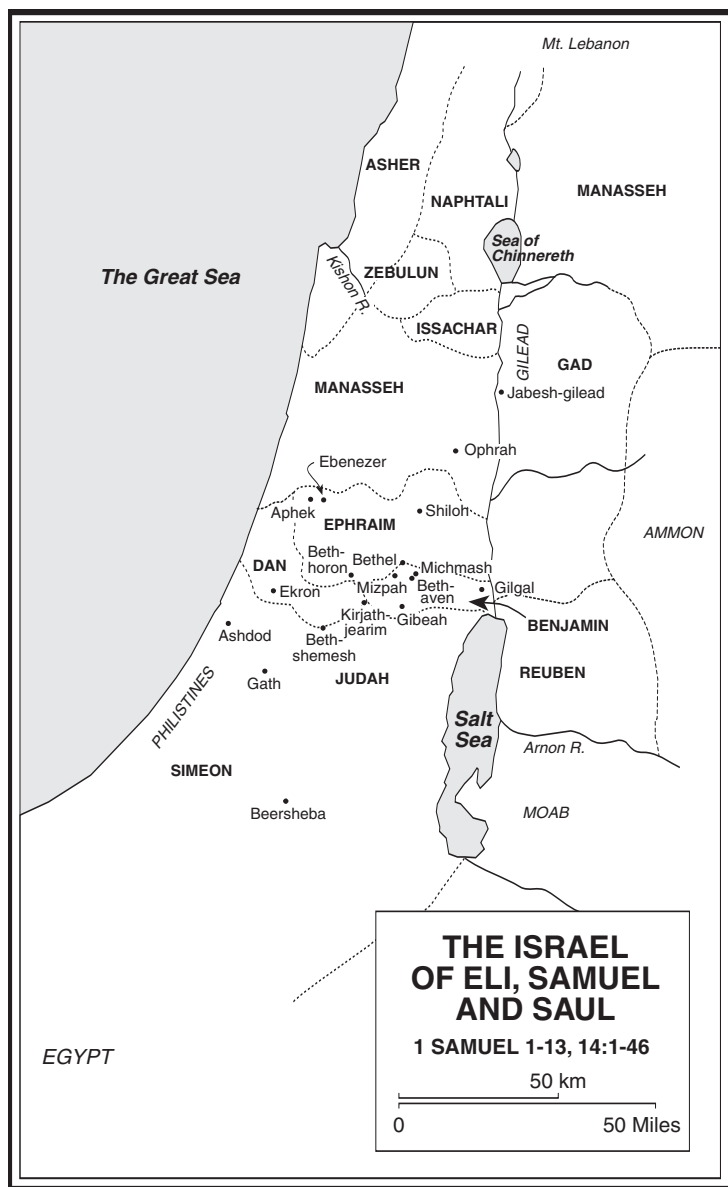 Mt. Lebanon
ASHER
NAPHTALI
MANASSEH
Sea of
Chinnereth
The Great Sea
Kishon R.
ZEBULUN
ISSACHAR
GILEAD
GAD
MANASSEH
Jabesh-gilead
Ophrah
Ebenezer
Aphek
EPHRAIM
Shiloh
AMMON
DAN
Beth-
horon
Bethel
Michmash
Mizpah
Beth-
aven
Gilgal
Ekron
Kirjath-
jearim
Gibeah
BENJAMIN
Ashdod
Beth-
shemesh
JUDAH
REUBEN
Gath
PHILISTINES
Salt
Sea
Arnon R.
SIMEON
Beersheba
MOAB
EGYPT
THE ISRAEL
OF ELI, SAMUEL
AND SAUL
1 SAMUEL 1-13, 14:1-46
50 km
0 50 Miles